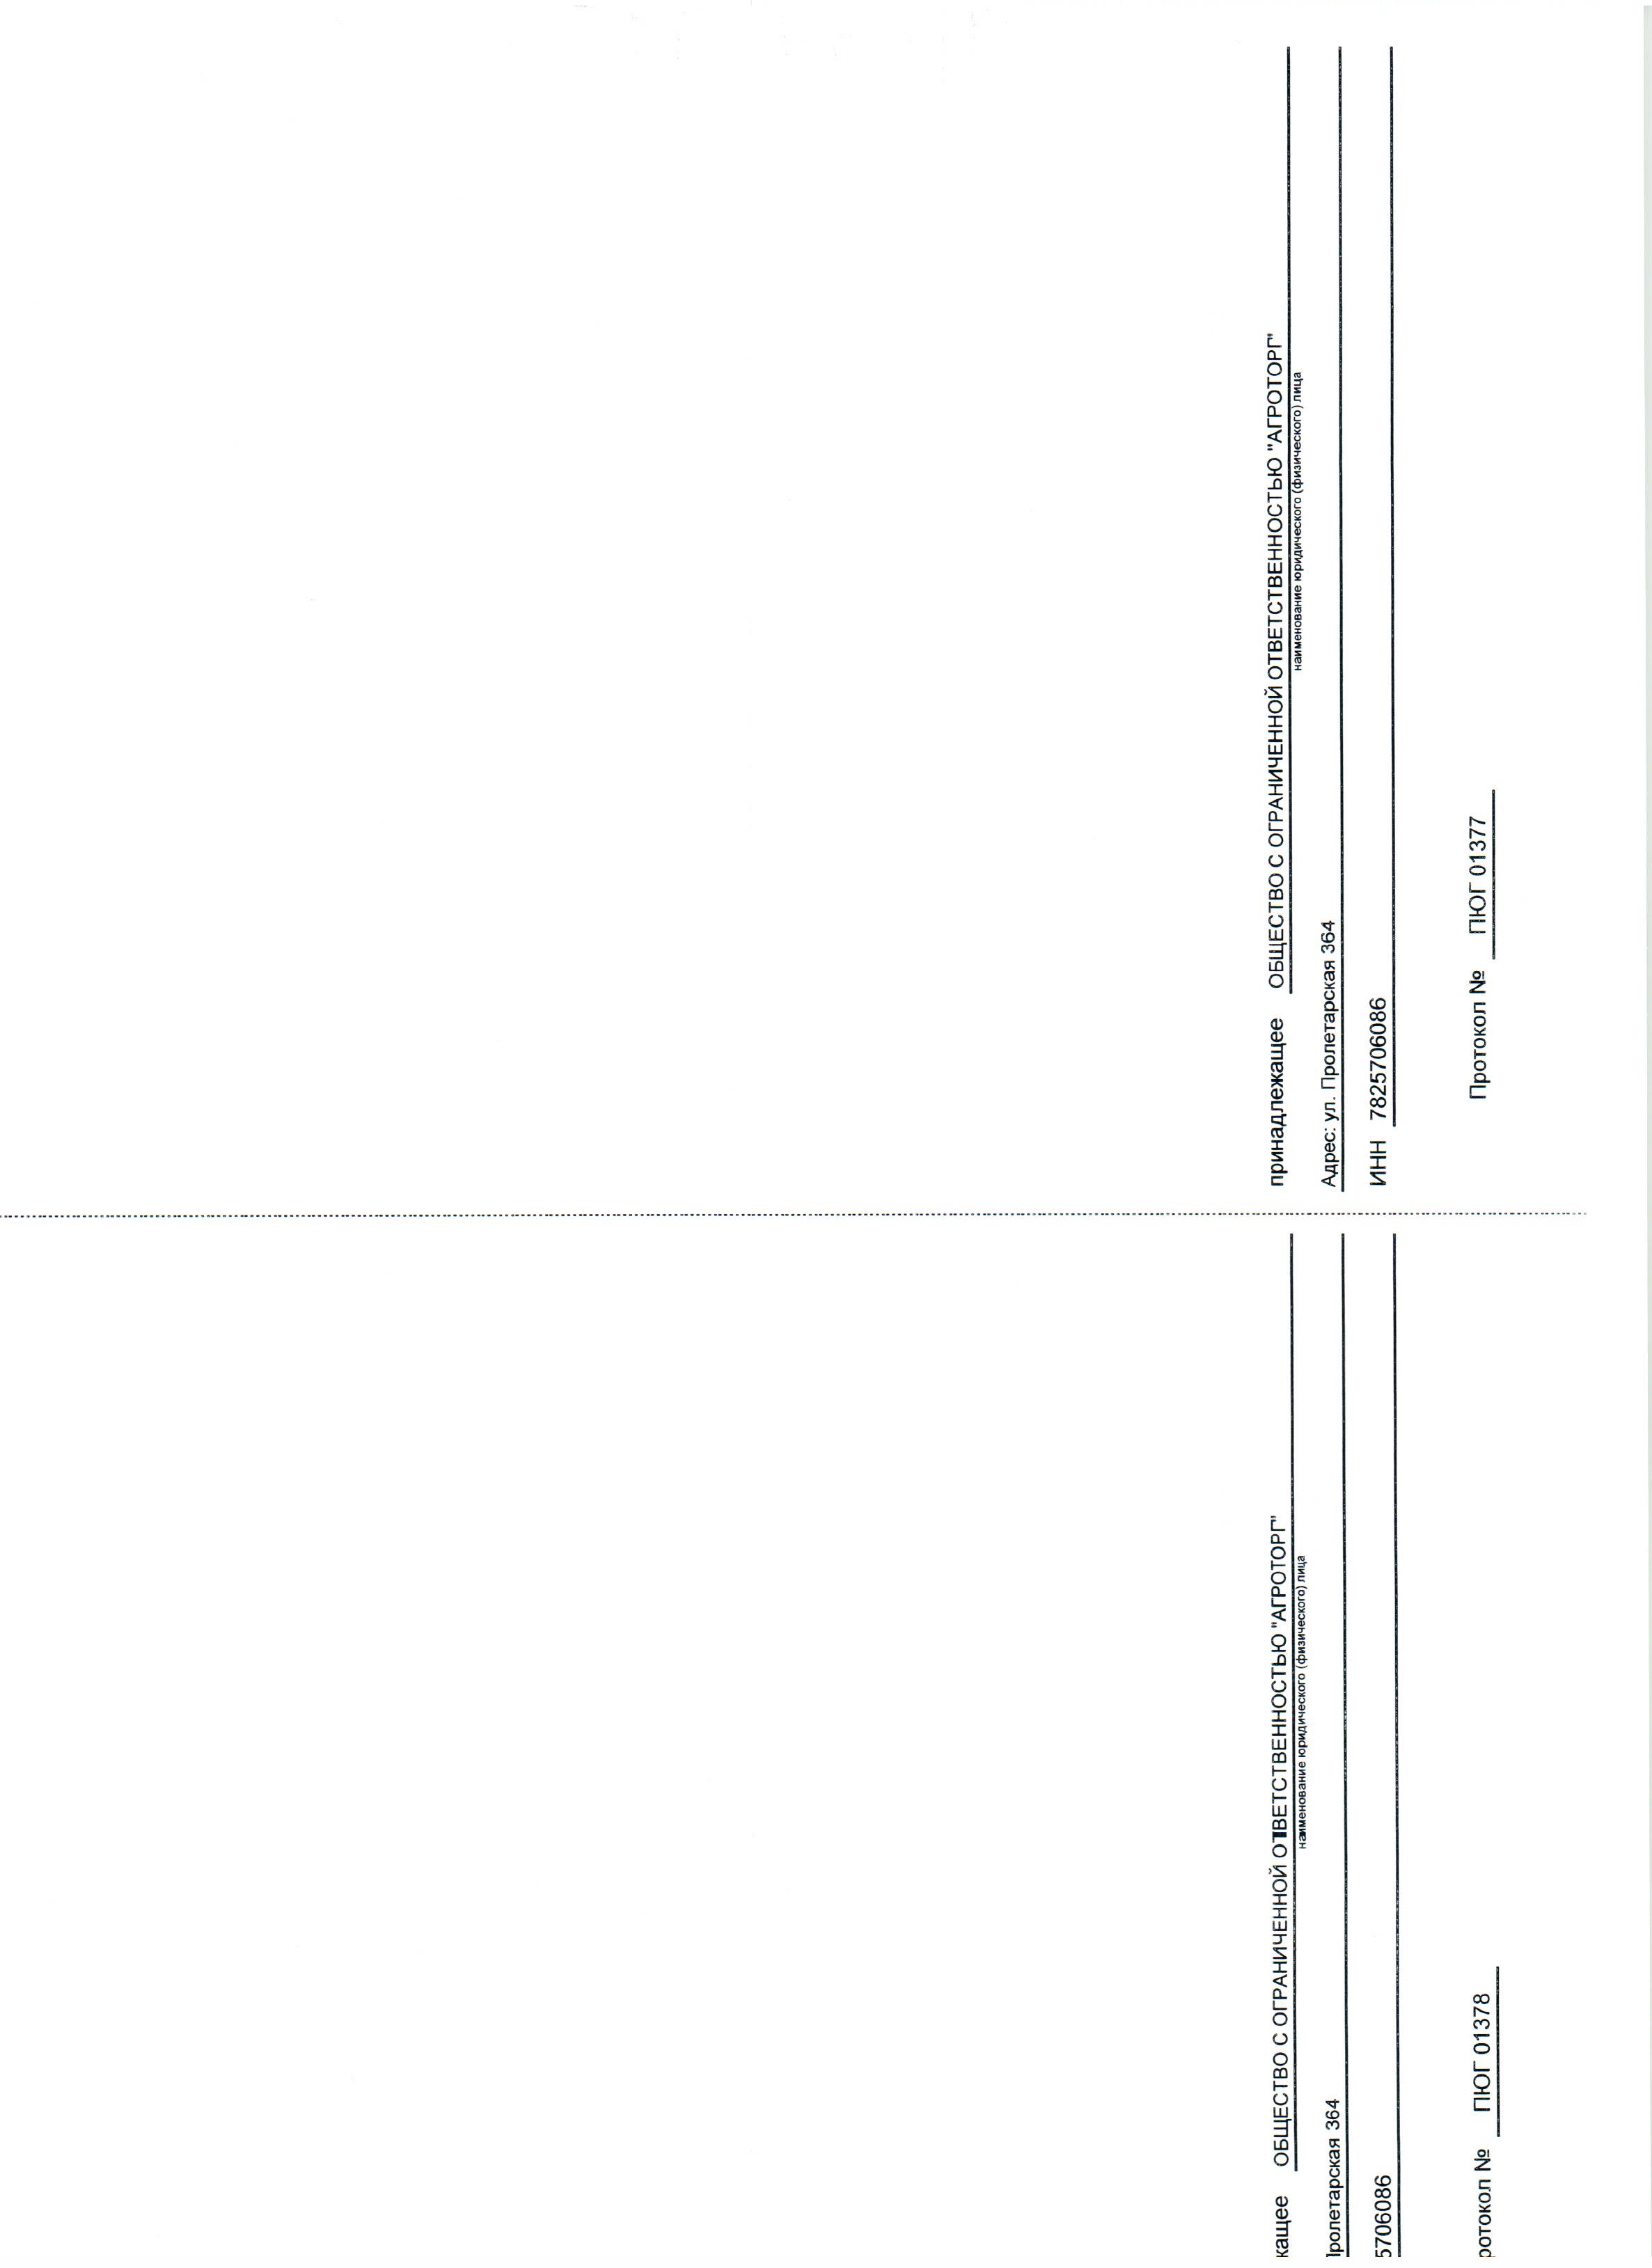 кащее ОБЩЕСТВО С ОГРАНИЧЕННОЙ ОТВЕТСТВЕННОСТЬЮ "АГРОТОРГ"
наименование юридического (физического) лица
Пролетарская 364
5706086
ротокол № ПЮГ 01378
принадлежащее ОБЩЕСТВО С ОГРАНИЧЕННОЙ ОТВЕТСТВЕННОСТЬЮ "АГРОТОРГ"
наименование юридического (физического) лица
Адрес: ул. Пролетарская 364
ИНН 7825706086
Протокол № ПЮГ 01377